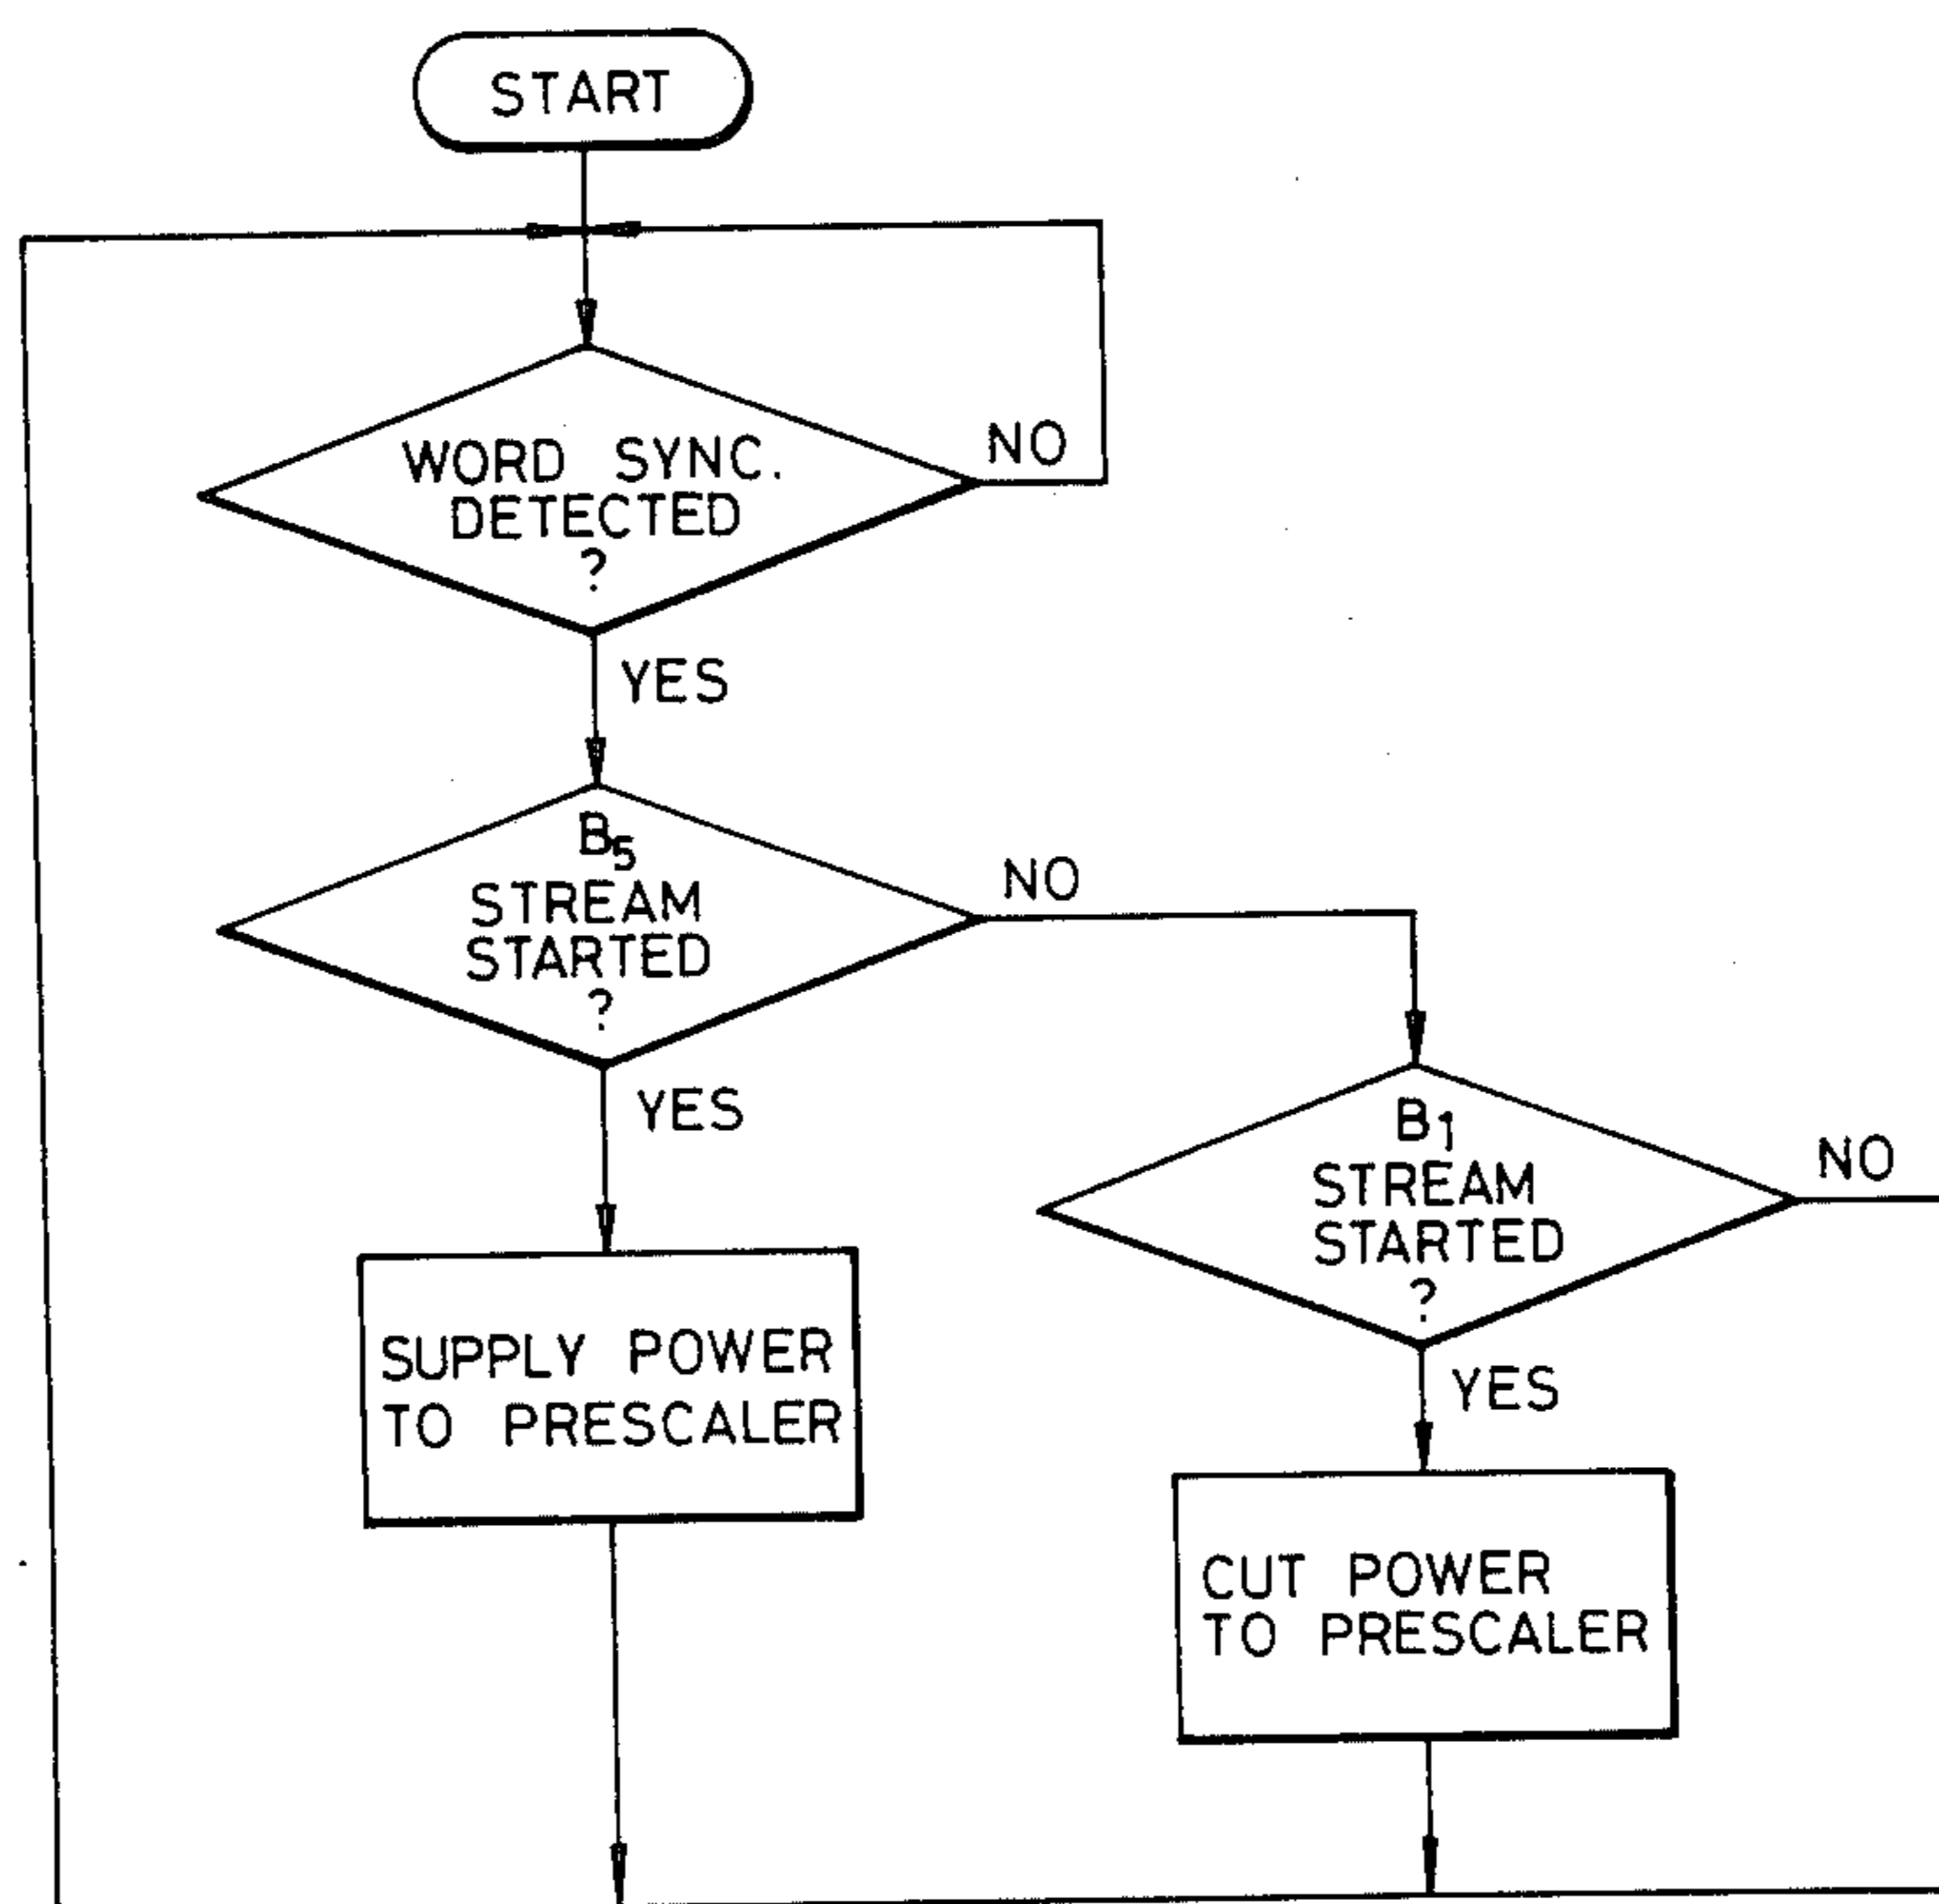 START
WORD SYNC.
DETECTED
?
NO
YES
B5
STREAM
STARTED
?
NO
YES
B1
STREAM
STARTED
?
NO
YES
SUPPLY POWER
TO PRESCALER
CUT POWER
TO PRESCALER